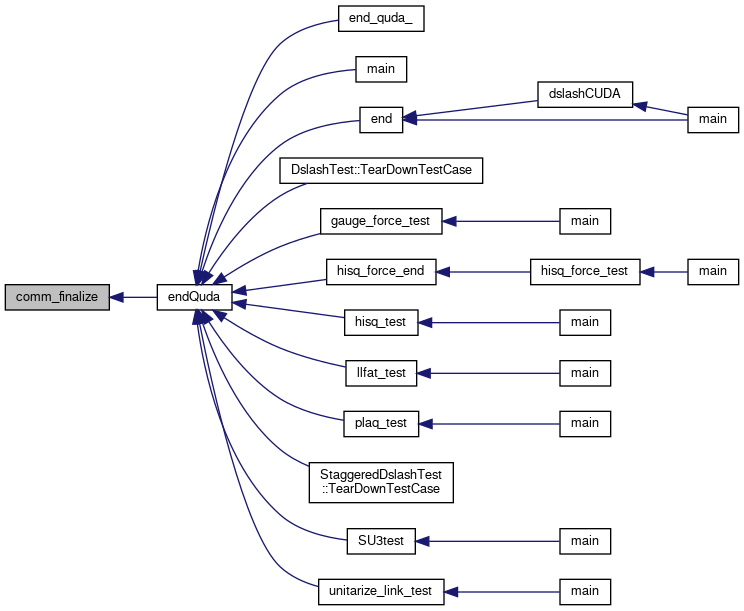 end_quda_
main
end
dslashCUDA
main
DslashTest::TearDownTestCase
gauge_force_test
main
comm_finalize
endQuda
hisq_force_end
hisq_force_test
main
hisq_test
main
llfat_test
main
plaq_test
main
StaggeredDslashTest
::TearDownTestCase
SU3test
main
unitarize_link_test
main